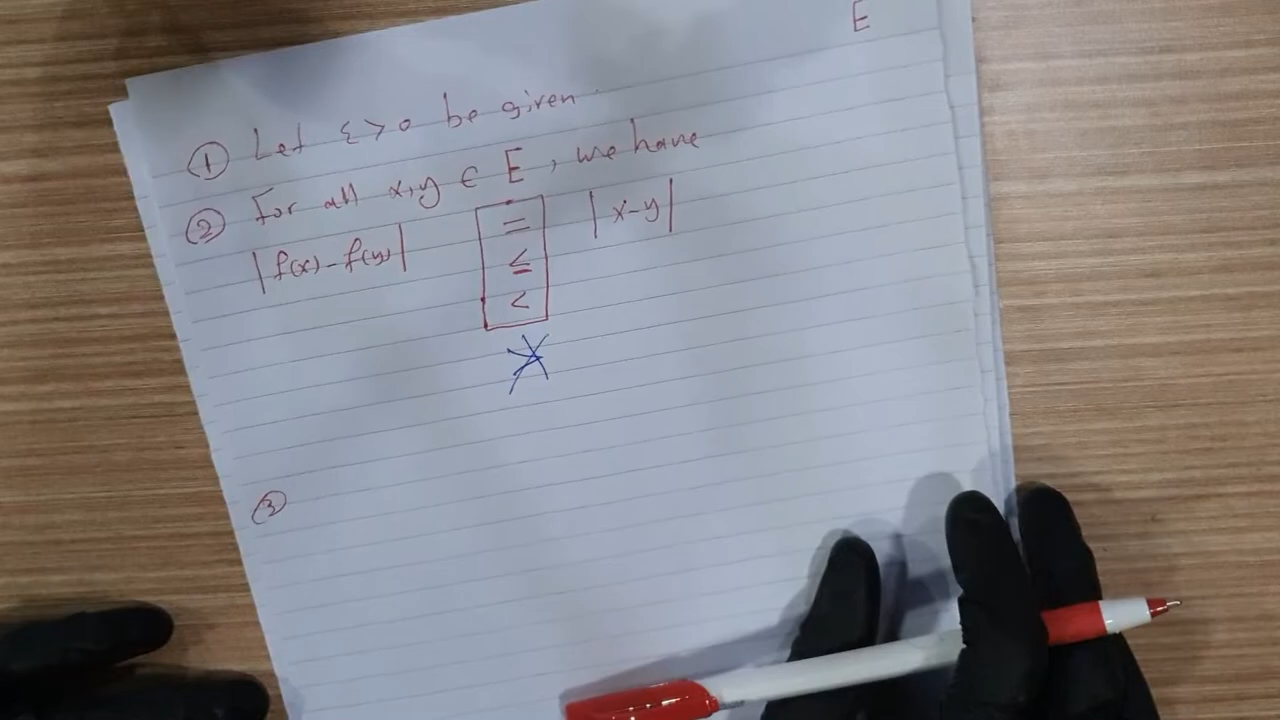 E
① Let ε > 0 be given.
② For all x, y ∈ E, we have
|f(x) - f(y)| = |x-y|
≤
<
③